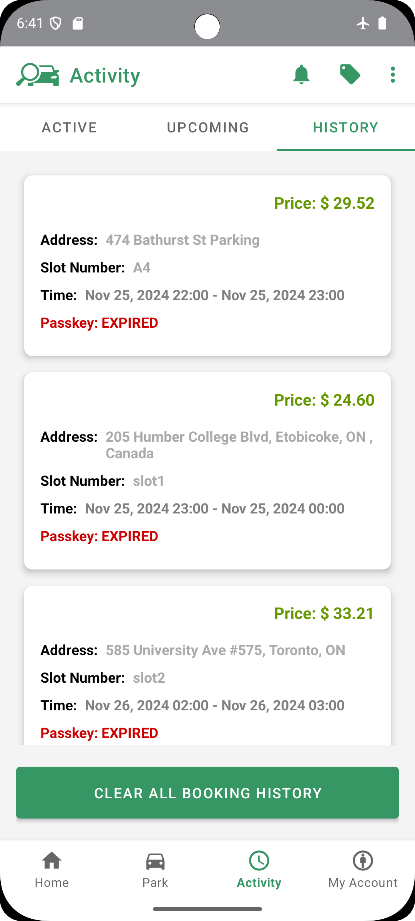 6:41
Activity
ACTIVE UPCOMING HISTORY
Price: $ 29.52
Address: 474 Bathurst St Parking
Slot Number: A4
Time: Nov 25, 2024 22:00 - Nov 25, 2024 23:00
Passkey: EXPIRED
Price: $ 24.60
Address: 205 Humber College Blvd, Etobicoke, ON ,
Canada
Slot Number: slot1
Time: Nov 25, 2024 23:00 - Nov 25, 2024 00:00
Passkey: EXPIRED
Price: $ 33.21
Address: 585 University Ave #575, Toronto, ON
Slot Number: slot2
Time: Nov 26, 2024 02:00 - Nov 26, 2024 03:00
Passkey: EXPIRED
CLEAR ALL BOOKING HISTORY
Home Park Activity My Account